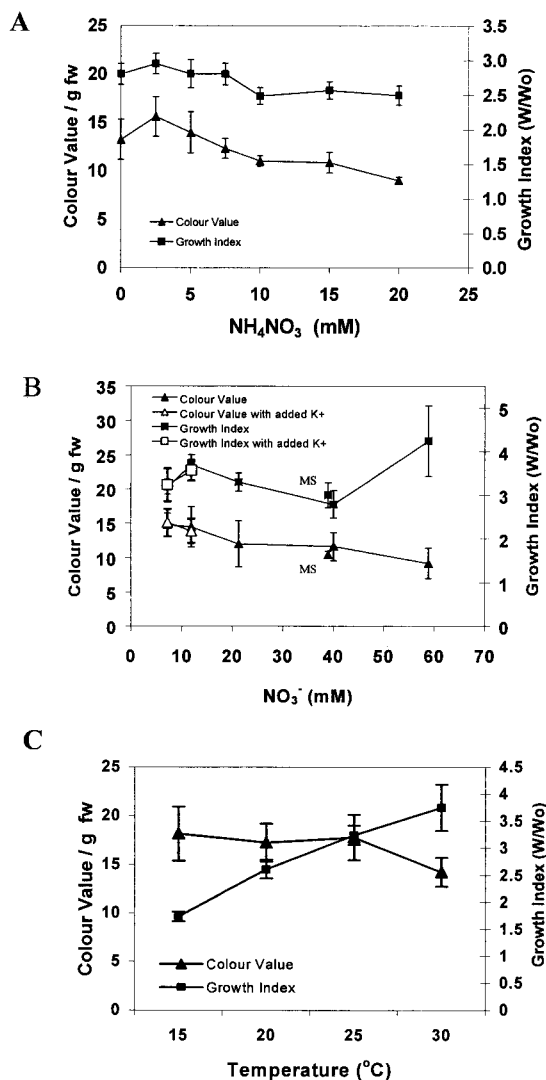 A
25
20
15
10
5
0
Colour Value / g fw
3.5
3.0
2.5
2.0
1.5
1.0
0.5
0.0
Growth Index (W/Wo)
Colour Value
Growth Index
0 5 10 15 20 25
NH₄NO₃ (mM)
B
35
30
25
20
15
10
5
0
Colour Value / g fw
Colour Value
Colour Value with added K+
Growth Index
Growth Index with added K+
MS
MS
5
4
3
2
1
0
Growth Index (W/Wo)
0 10 20 30 40 50 60 70
NO₃⁻ (mM)
C
25
20
15
10
5
0
Colour Value / g fw
4.5
4
3.5
3
2.5
2
1.5
1
0.5
0
Growth Index (W/Wo)
Colour Value
Growth Index
15 20 25 30
Temperature (°C)